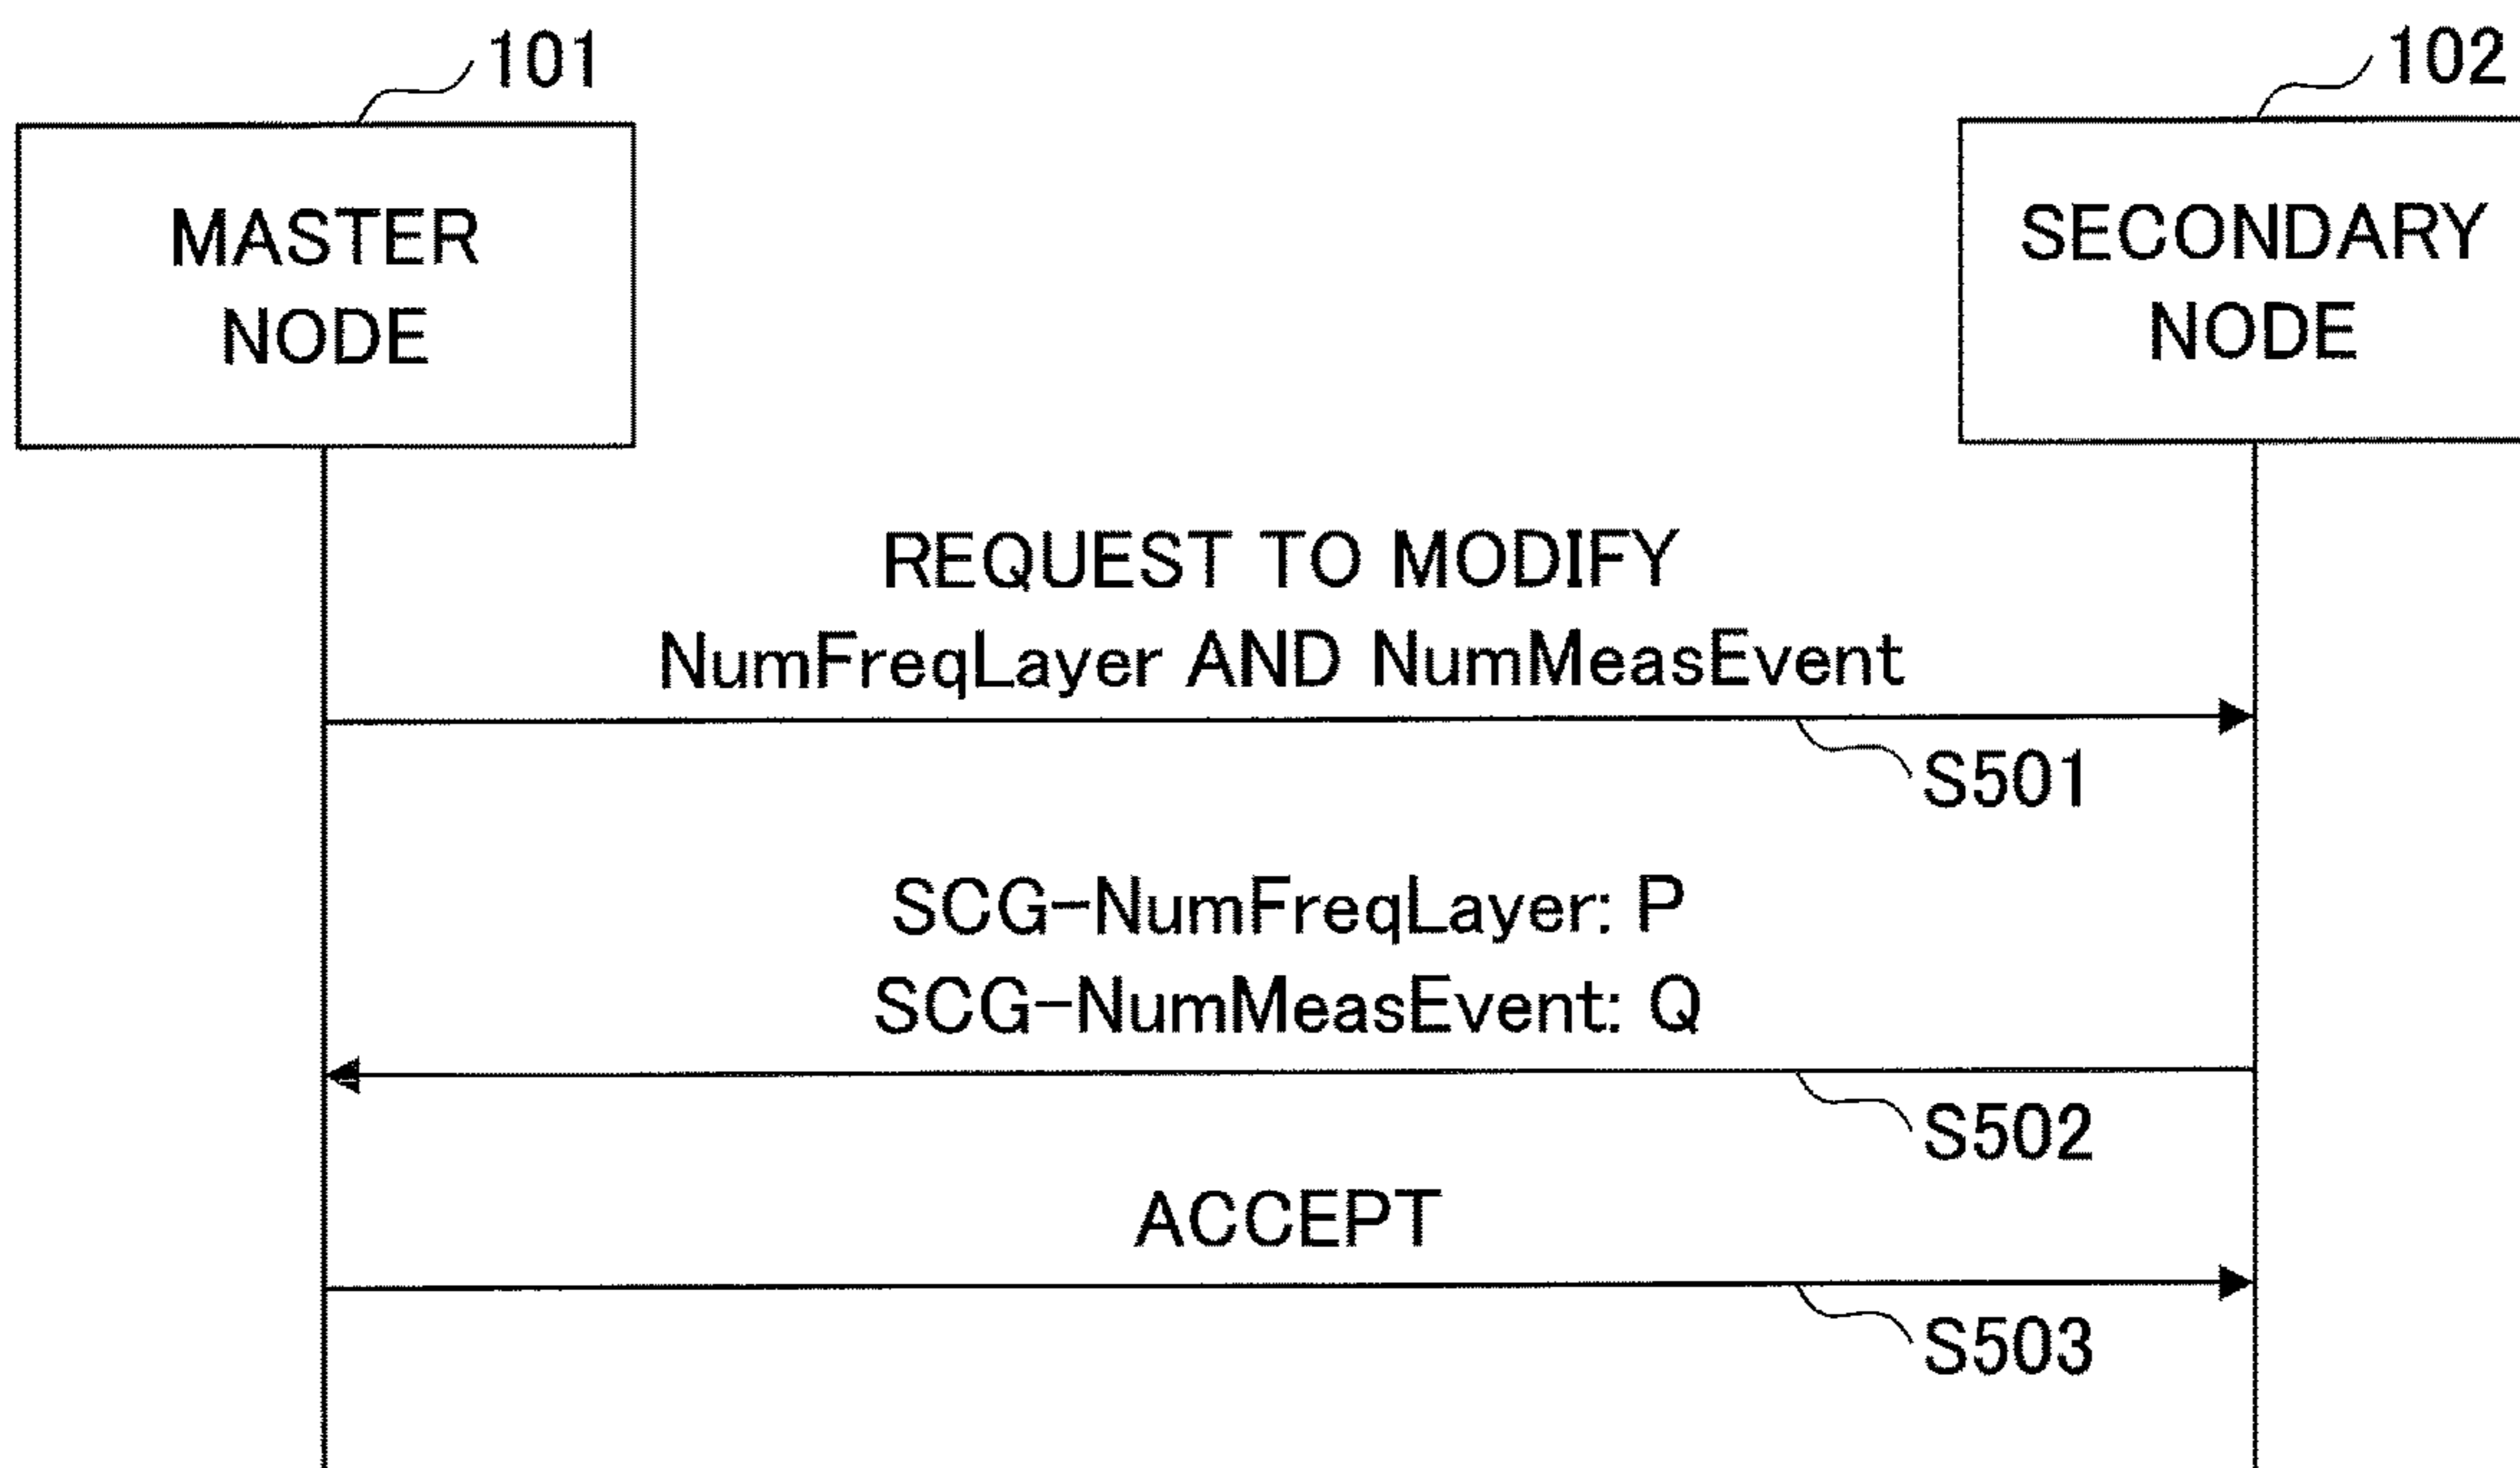 101
102
MASTER
NODE
SECONDARY
NODE
REQUEST TO MODIFY
NumFreqLayer AND NumMeasEvent
S501
SCG-NumFreqLayer: P
SCG-NumMeasEvent: Q
S502
ACCEPT
S503